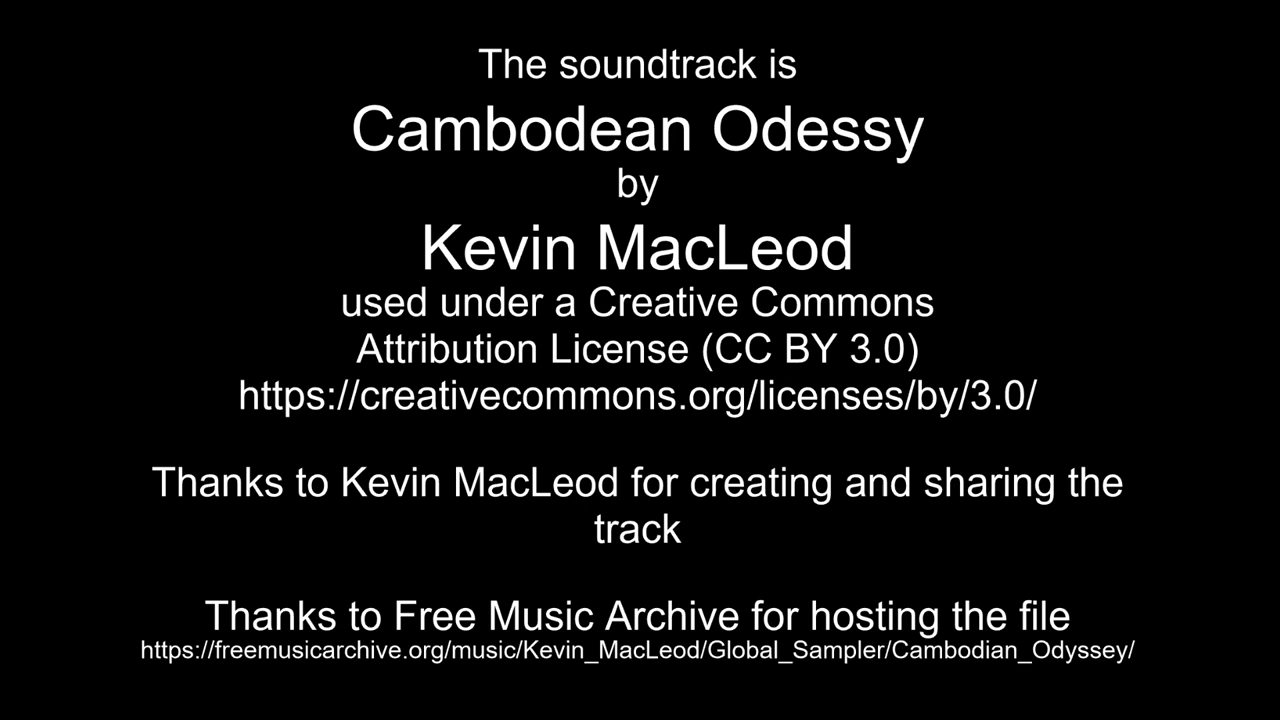 The soundtrack is
Cambodean Odessy
by
Kevin MacLeod
used under a Creative Commons
Attribution License (CC BY 3.0)
https://creativecommons.org/licenses/by/3.0/
Thanks to Kevin MacLeod for creating and sharing the
track
Thanks to Free Music Archive for hosting the file
https://freemusicarchive.org/music/Kevin_MacLeod/Global_Sampler/Cambodian_Odyssey/